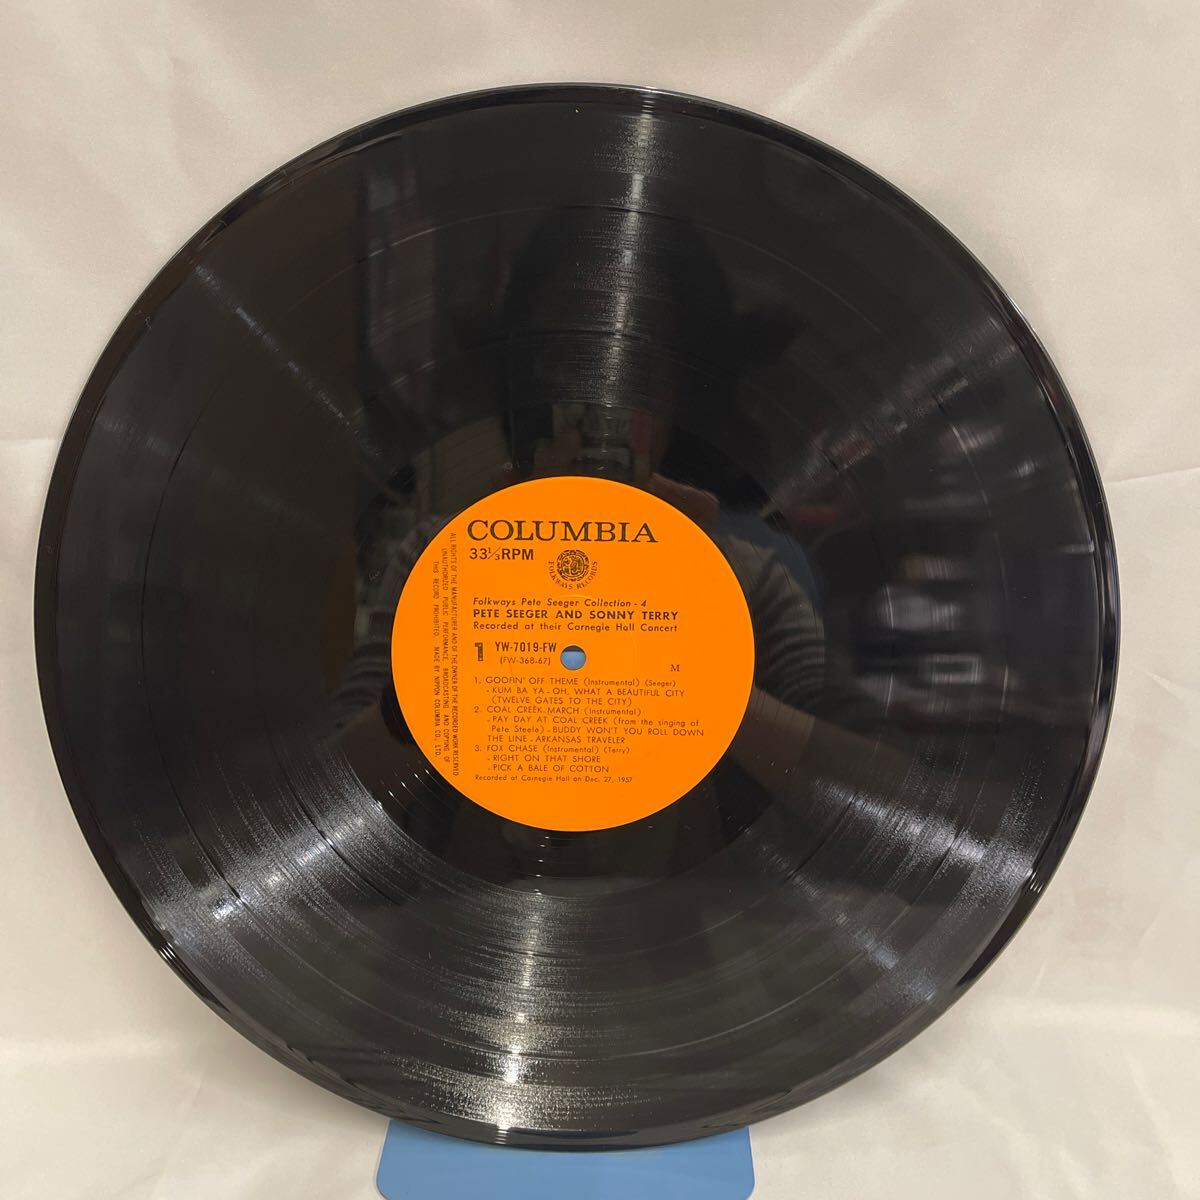 COLUMBIA
33⅓RPM
FOLKWAYS RECORDS
Folkways Pete Seeger Collection - 4
PETE SEEGER AND SONNY TERRY
Recorded at their Carnegie Hall Concert
1 YW-7019-FW
(FW-368-67)
M
1. GOOFIN' OFF THEME (Instrumental) (Seeger)
- KUM BA YA - OH, WHAT A BEAUTIFUL CITY
(TWELVE GATES TO THE CITY)
2. COAL CREEK MARCH (Instrumental)
- PAY DAY AT COAL CREEK (from the singing of
Pete Steele) - BUDDY WON'T YOU ROLL DOWN
THE LINE - ARKANSAS TRAVELER
3. FOX CHASE (Instrumental) (Terry)
- RIGHT ON THAT SHORE
- PICK A BALE OF COTTON
Recorded at Carnegie Hall on Dec. 27, 1957
ALL RIGHTS OF THE MANUFACTURER AND OF THE OWNER OF THE RECORDED WORK RESERVED
UNAUTHORIZED PUBLIC PERFORMANCE, BROADCASTING AND COPYING OF
THIS RECORD PROHIBITED. MADE BY NIPPON COLUMBIA CO., LTD.